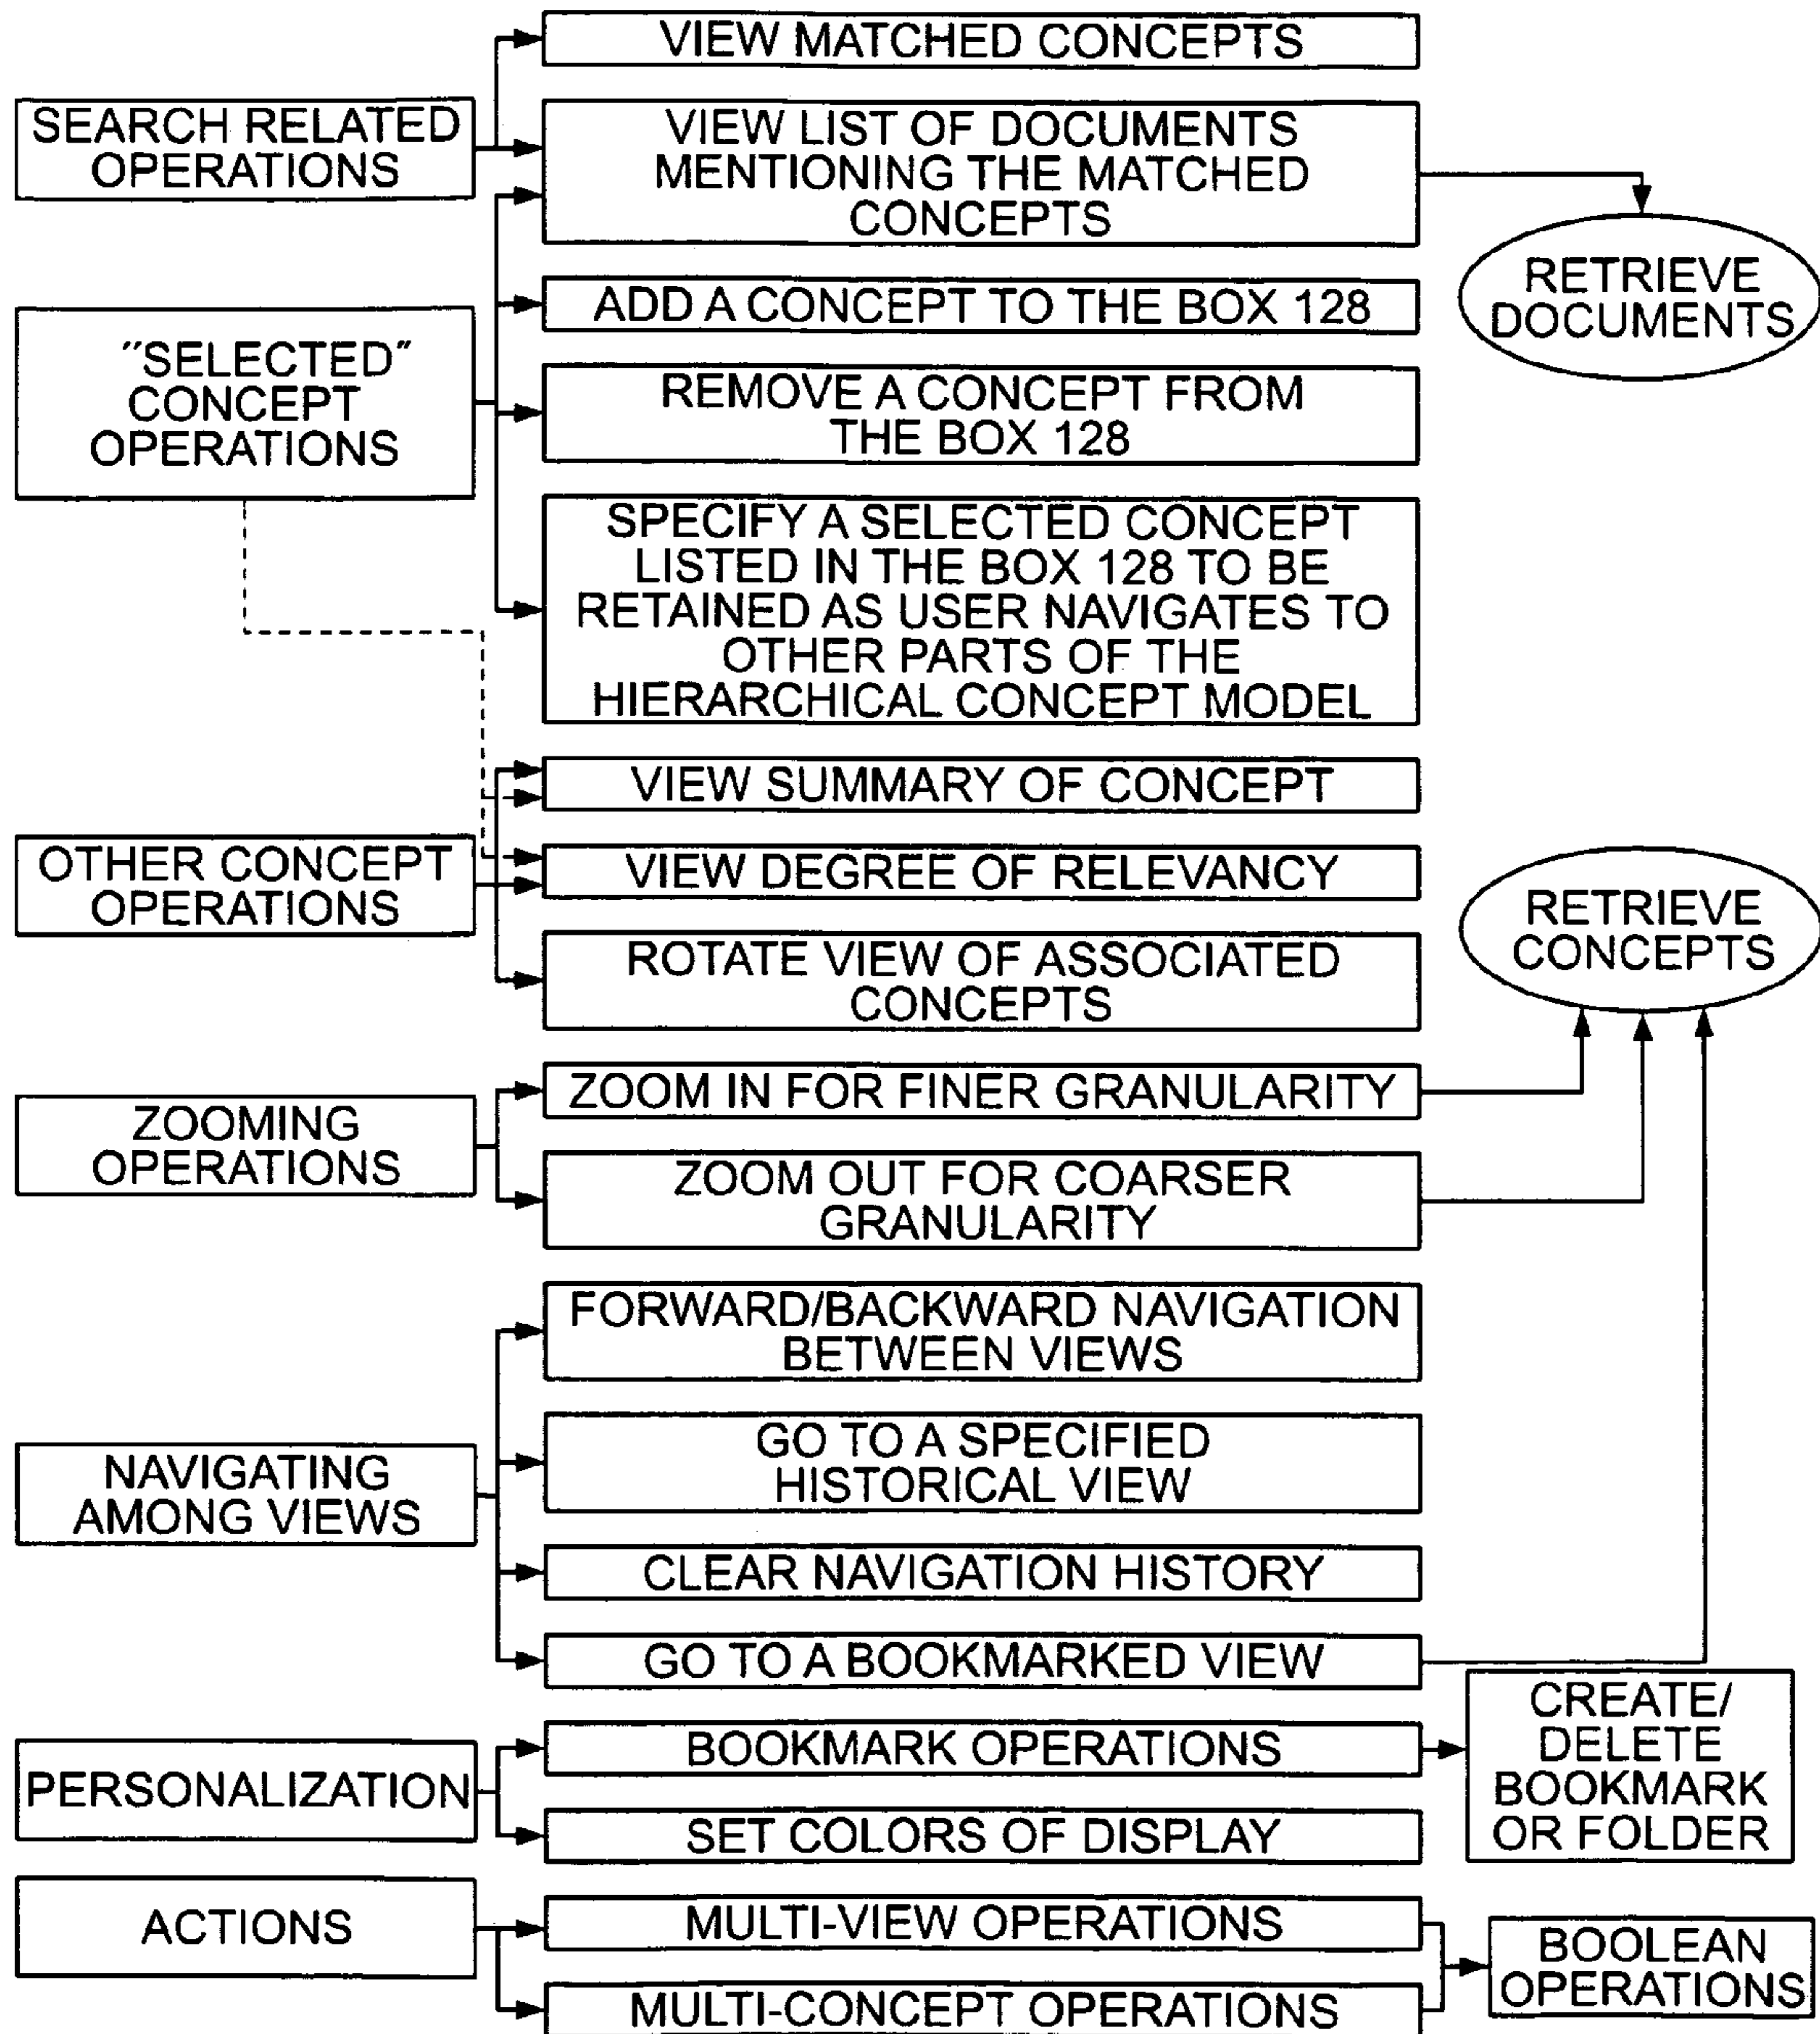 VIEW MATCHED CONCEPTS
SEARCH RELATED
OPERATIONS
VIEW LIST OF DOCUMENTS
MENTIONING THE MATCHED
CONCEPTS
RETRIEVE
DOCUMENTS
ADD A CONCEPT TO THE BOX 128
"SELECTED"
CONCEPT
OPERATIONS
REMOVE A CONCEPT FROM
THE BOX 128
SPECIFY A SELECTED CONCEPT
LISTED IN THE BOX 128 TO BE
RETAINED AS USER NAVIGATES TO
OTHER PARTS OF THE
HIERARCHICAL CONCEPT MODEL
VIEW SUMMARY OF CONCEPT
OTHER CONCEPT
OPERATIONS
VIEW DEGREE OF RELEVANCY
RETRIEVE
CONCEPTS
ROTATE VIEW OF ASSOCIATED
CONCEPTS
ZOOMING
OPERATIONS
ZOOM IN FOR FINER GRANULARITY
ZOOM OUT FOR COARSER
GRANULARITY
FORWARD/BACKWARD NAVIGATION
BETWEEN VIEWS
NAVIGATING
AMONG VIEWS
GO TO A SPECIFIED
HISTORICAL VIEW
CLEAR NAVIGATION HISTORY
GO TO A BOOKMARKED VIEW
PERSONALIZATION
BOOKMARK OPERATIONS
CREATE/
DELETE
BOOKMARK
OR FOLDER
SET COLORS OF DISPLAY
ACTIONS
MULTI-VIEW OPERATIONS
BOOLEAN
OPERATIONS
MULTI-CONCEPT OPERATIONS